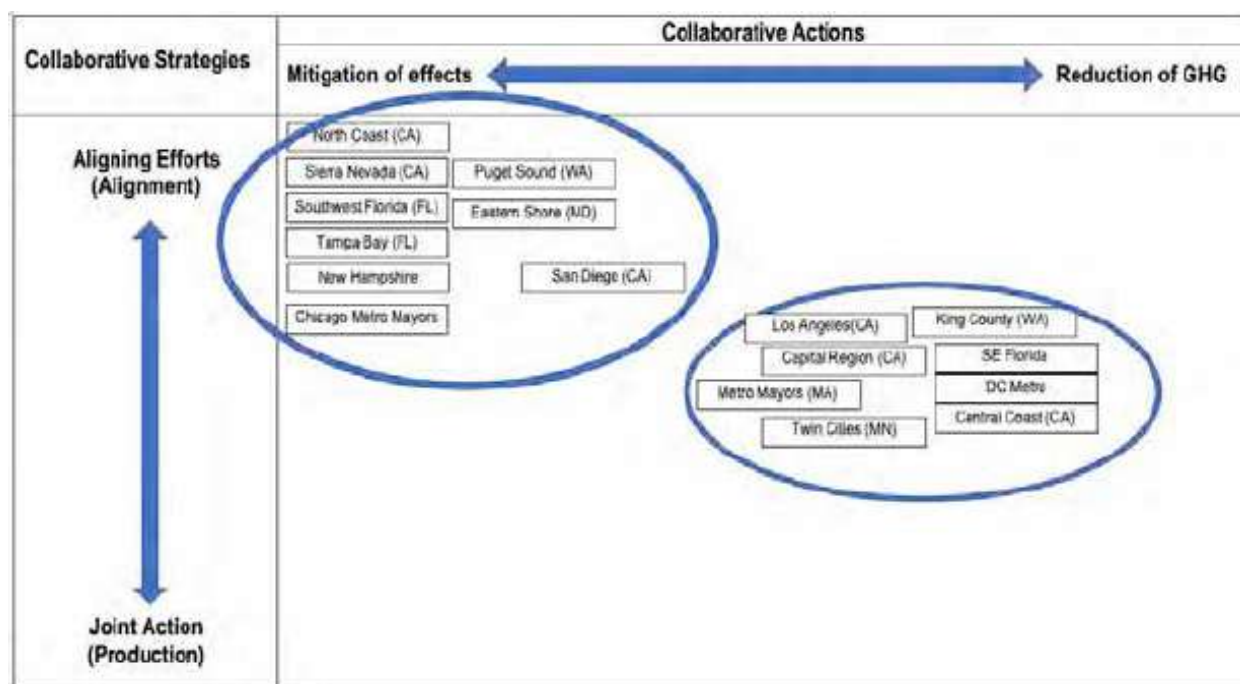 Collaborative Strategies
Collaborative Actions
Mitigation of effects
Reduction of GHG
Aligning Efforts
(Alignment)
North Coast (CA)
Sierra Nevada (CA)
Puget Sound (WA)
Southwest Florida (FL)
Eastern Shore (MD)
Tampa Bay (FL)
New Hampshire
San Diego (CA)
Chicago Metro Mayors
Los Angeles(CA)
King County (WA)
Capital Region (CA)
SE Florida
Metro Mayors (MA)
DC Metro
Central Coast (CA)
Twin Cities (MN)
Joint Action
(Production)